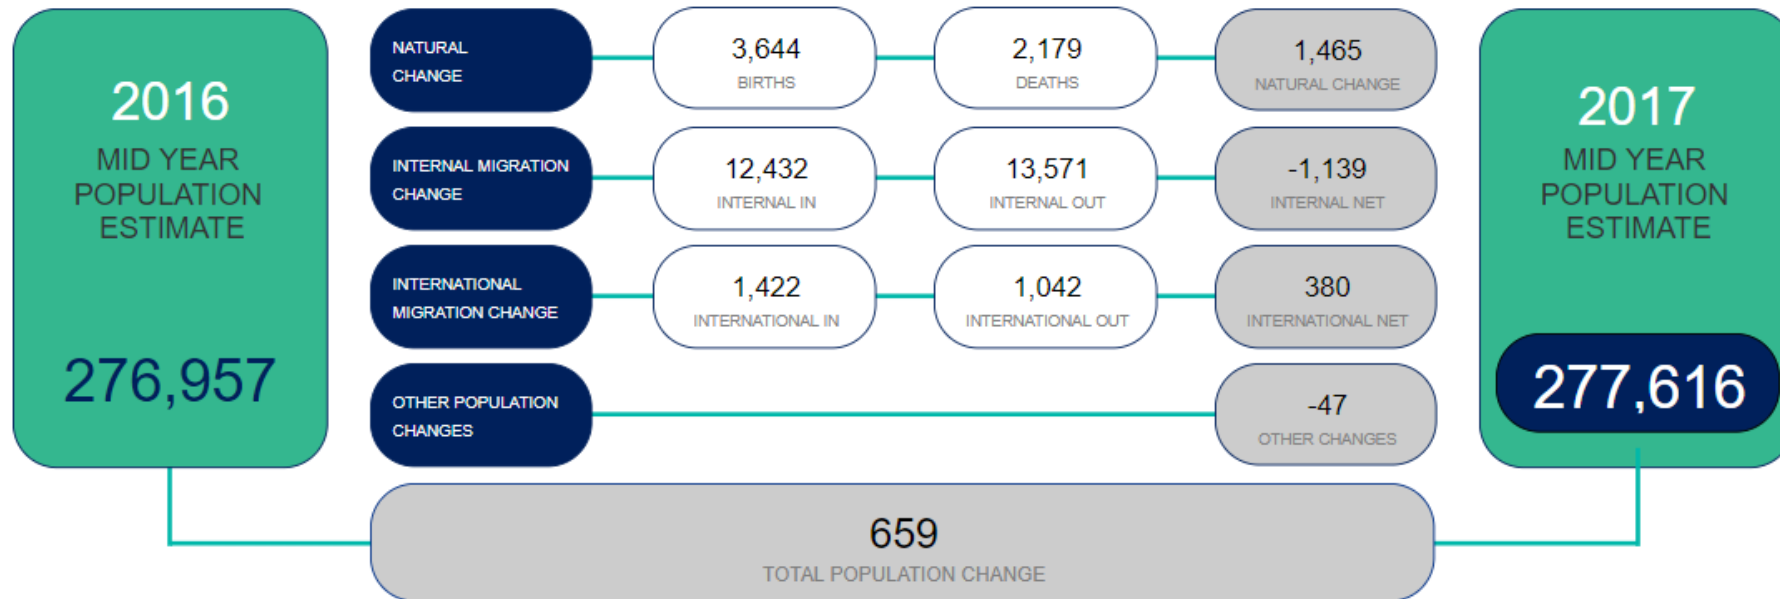 2016
MID YEAR
POPULATION
ESTIMATE
276,957
NATURAL
CHANGE
3,644
BIRTHS
2,179
DEATHS
1,465
NATURAL CHANGE
INTERNAL MIGRATION
CHANGE
12,432
INTERNAL IN
13,571
INTERNAL OUT
-1,139
INTERNAL NET
INTERNATIONAL
MIGRATION CHANGE
1,422
INTERNATIONAL IN
1,042
INTERNATIONAL OUT
380
INTERNATIONAL NET
OTHER POPULATION
CHANGES
-47
OTHER CHANGES
659
TOTAL POPULATION CHANGE
2017
MID YEAR
POPULATION
ESTIMATE
277,616